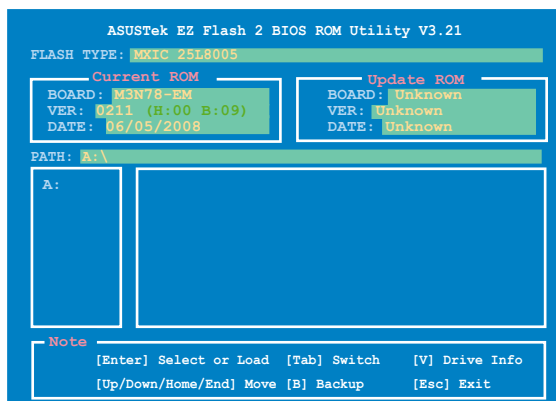 ASUSTek EZ Flash 2 BIOS ROM Utility V3.21
FLASH TYPE: MXIC 25L8005
Current ROM
BOARD: M3N78-EM
VER: 0211 (H:00 B:09)
DATE: 06/05/2008
Update ROM
BOARD: Unknown
VER: Unknown
DATE: Unknown
PATH: A:\
A:
Note
[Enter] Select or Load [Tab] Switch [V] Drive Info
[Up/Down/Home/End] Move [B] Backup [Esc] Exit